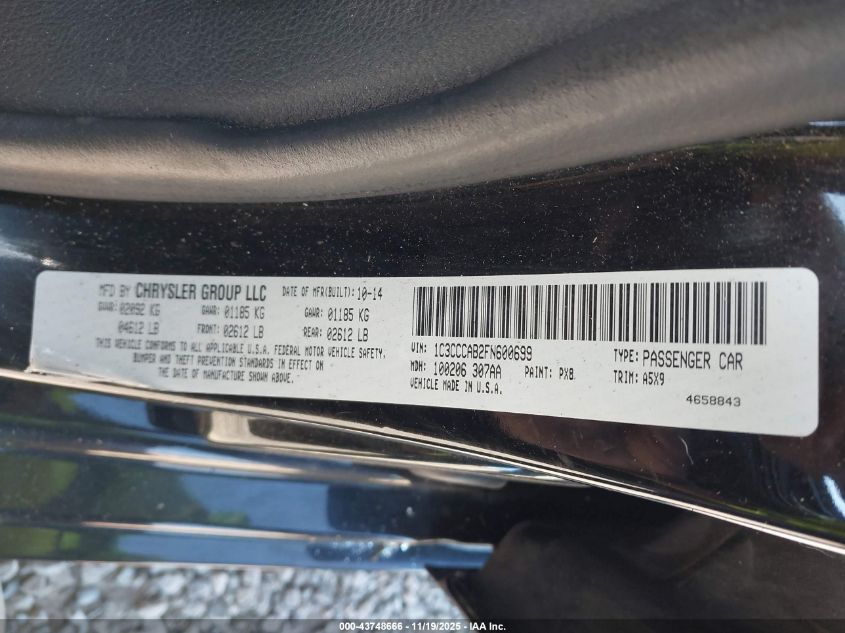 MFD BY CHRYSLER GROUP LLC DATE OF MFR(BUILT): 10-14
GVWR: 02092 KG GAWR: 01185 KG GAWR: 01185 KG
04612 LB FRONT: 02612 LB REAR: 02612 LB
THIS VEHICLE CONFORMS TO ALL APPLICABLE U.S.A. FEDERAL MOTOR VEHICLE SAFETY,
BUMPER AND THEFT PREVENTION STANDARDS IN EFFECT ON
THE DATE OF MANUFACTURE SHOWN ABOVE.
VIN: 1C3CCCAB2FN600699 TYPE: PASSENGER CAR
MDH: 100206 307AA PAINT: PX8 TRIM: A5X9
VEHICLE MADE IN U.S.A. 4658843
000-43748666 - 11/19/2025 - IAA Inc.